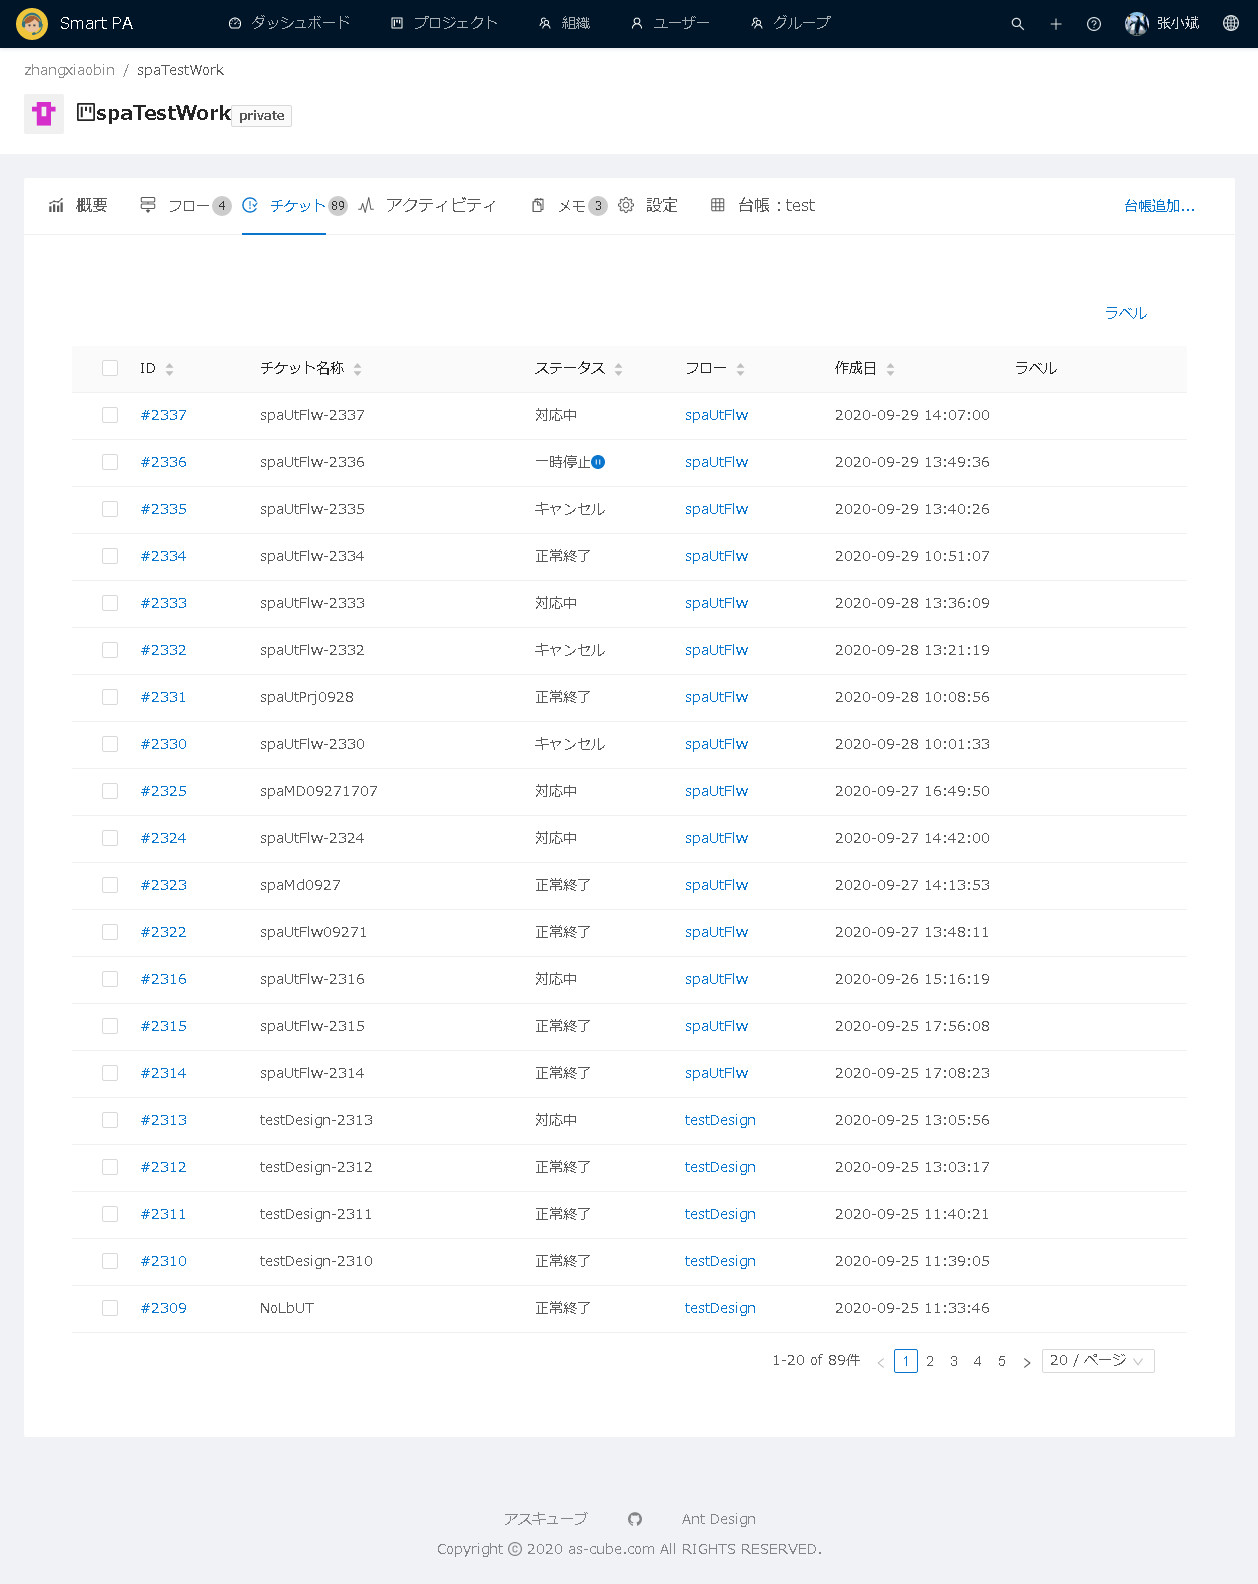 Smart PA ダッシュボード プロジェクト 組織 ユーザー グループ 张小斌
zhangxiaobin / spaTestWork
spaTestWork private
概要 フロー 4 チケット 89 アクティビティ メモ 3 設定 台帳 : test 台帳追加...
ラベル
ID チケット名称 ステータス フロー 作成日 ラベル
#2337 spaUtFlw-2337 対応中 spaUtFlw 2020-09-29 14:07:00
#2336 spaUtFlw-2336 一時停止 spaUtFlw 2020-09-29 13:49:36
#2335 spaUtFlw-2335 キャンセル spaUtFlw 2020-09-29 13:40:26
#2334 spaUtFlw-2334 正常終了 spaUtFlw 2020-09-29 10:51:07
#2333 spaUtFlw-2333 対応中 spaUtFlw 2020-09-28 13:36:09
#2332 spaUtFlw-2332 キャンセル spaUtFlw 2020-09-28 13:21:19
#2331 spaUtPrj0928 正常終了 spaUtFlw 2020-09-28 10:08:56
#2330 spaUtFlw-2330 キャンセル spaUtFlw 2020-09-28 10:01:33
#2325 spaMD09271707 対応中 spaUtFlw 2020-09-27 16:49:50
#2324 spaUtFlw-2324 対応中 spaUtFlw 2020-09-27 14:42:00
#2323 spaMd0927 正常終了 spaUtFlw 2020-09-27 14:13:53
#2322 spaUtFlw09271 正常終了 spaUtFlw 2020-09-27 13:48:11
#2316 spaUtFlw-2316 対応中 spaUtFlw 2020-09-26 15:16:19
#2315 spaUtFlw-2315 正常終了 spaUtFlw 2020-09-25 17:56:08
#2314 spaUtFlw-2314 正常終了 spaUtFlw 2020-09-25 17:08:23
#2313 testDesign-2313 対応中 testDesign 2020-09-25 13:05:56
#2312 testDesign-2312 正常終了 testDesign 2020-09-25 13:03:17
#2311 testDesign-2311 正常終了 testDesign 2020-09-25 11:40:21
#2310 testDesign-2310 正常終了 testDesign 2020-09-25 11:39:05
#2309 NoLbUT 正常終了 testDesign 2020-09-25 11:33:46
1-20 of 89件 < 1 2 3 4 5 > 20 / ページ
アスキューブ Ant Design
Copyright © 2020 as-cube.com All RIGHTS RESERVED.